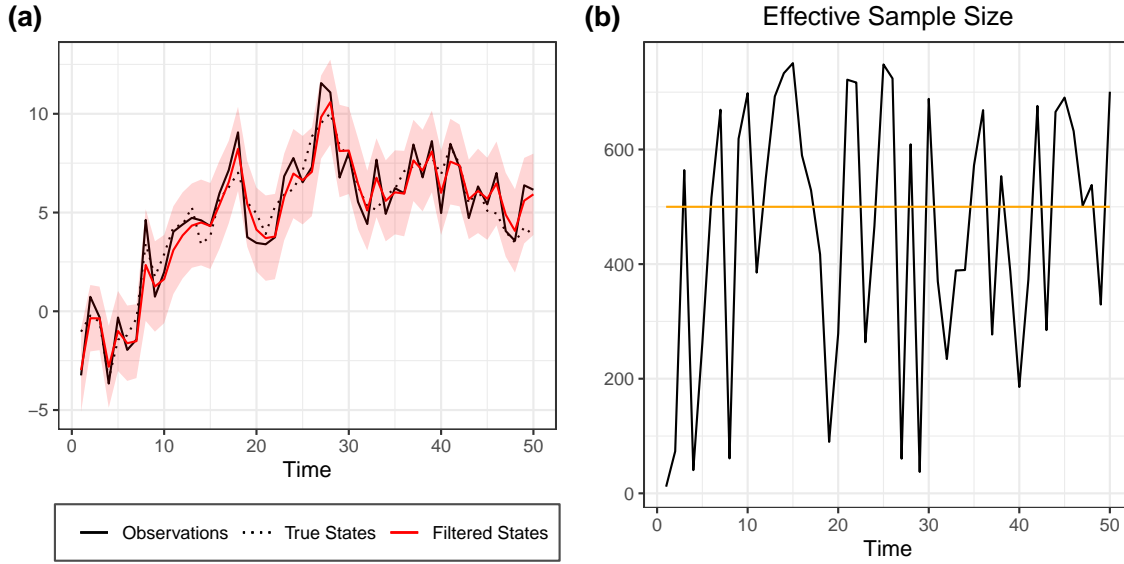 (a)
10
5
0
−5
0 10 20 30 40 50
Time
Observations True States Filtered States
(b)
Effective Sample Size
600
400
200
0
0 10 20 30 40 50
Time